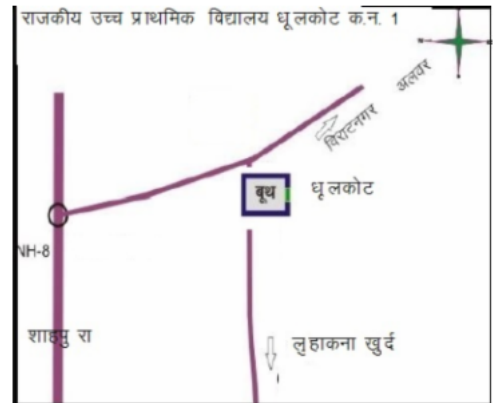 राजकीय उच्च प्राथमिक विद्यालय धूलकोट क.न. 1
अलवर
विराटनगर
बूथ
धूलकोट
NH-8
शाहपुरा
लुहाकना खुर्द